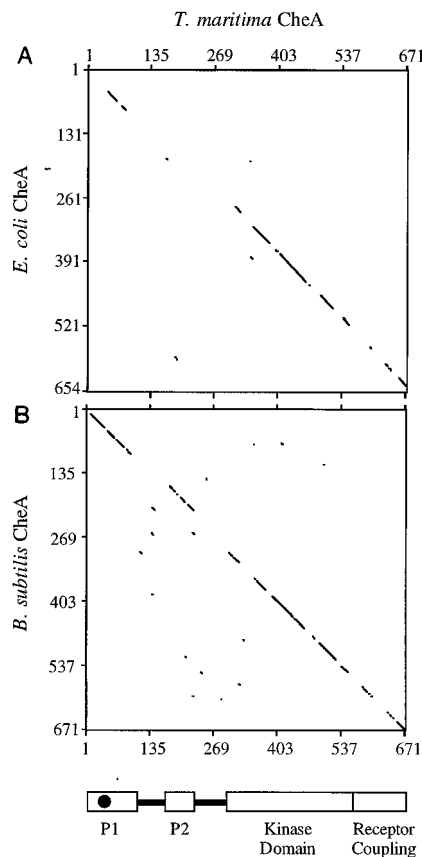 T. maritima CheA
1 135 269 403 537 671
A
1
131
261
391
521
654
E. coli CheA
B
1
135
269
403
537
671
B. subtilis CheA
1 135 269 403 537 671
P1 P2 Kinase Domain Receptor Coupling